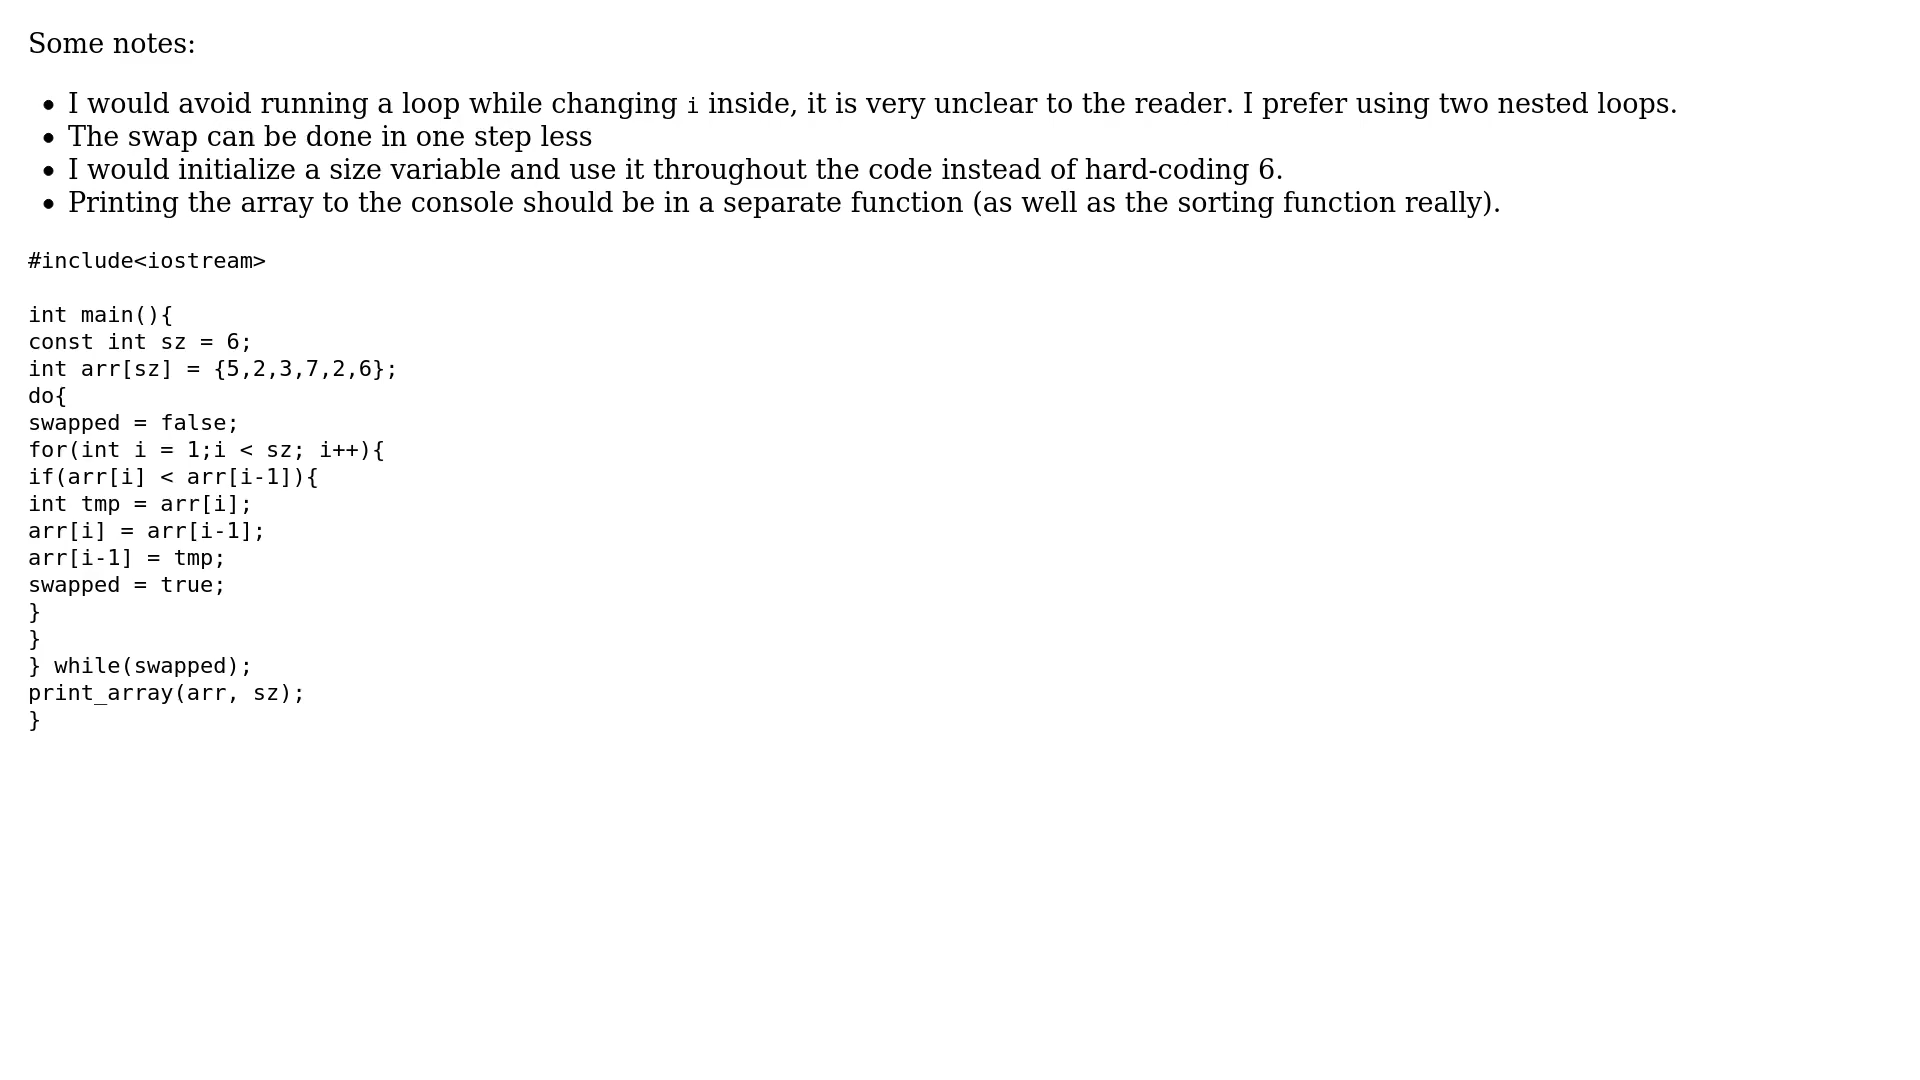 Some notes:
I would avoid running a loop while changing i inside, it is very unclear to the reader. I prefer using two nested loops.
The swap can be done in one step less
I would initialize a size variable and use it throughout the code instead of hard-coding 6.
Printing the array to the console should be in a separate function (as well as the sorting function really).
#include<iostream>
int main(){
const int sz = 6;
int arr[sz] = {5,2,3,7,2,6};
do{
swapped = false;
for(int i = 1;i < sz; i++){
if(arr[i] < arr[i-1]){
int tmp = arr[i];
arr[i] = arr[i-1];
arr[i-1] = tmp;
swapped = true;
}
}
} while(swapped);
print_array(arr, sz);
}